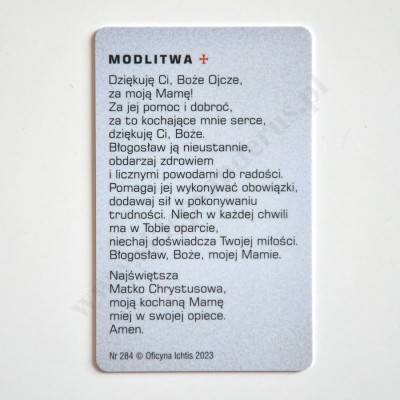 MODLITWA ✢
Dziękuję Ci, Boże Ojcze,
za moją Mamę!
Za jej pomoc i dobroć,
za to kochające mnie serce,
dziękuję Ci, Boże.
Błogosław ją nieustannie,
obdarzaj zdrowiem
i licznymi powodami do radości.
Pomagaj jej wykonywać obowiązki,
dodawaj sił w pokonywaniu
trudności. Niech w każdej chwili
ma w Tobie oparcie,
niechaj doświadcza Twojej miłości.
Błogosław, Boże, mojej Mamie.
Najświętsza
Matko Chrystusowa,
moją kochaną Mamę
miej w swojej opiece.
Amen.
Nr 284 © Oficyna Ichtis 2023